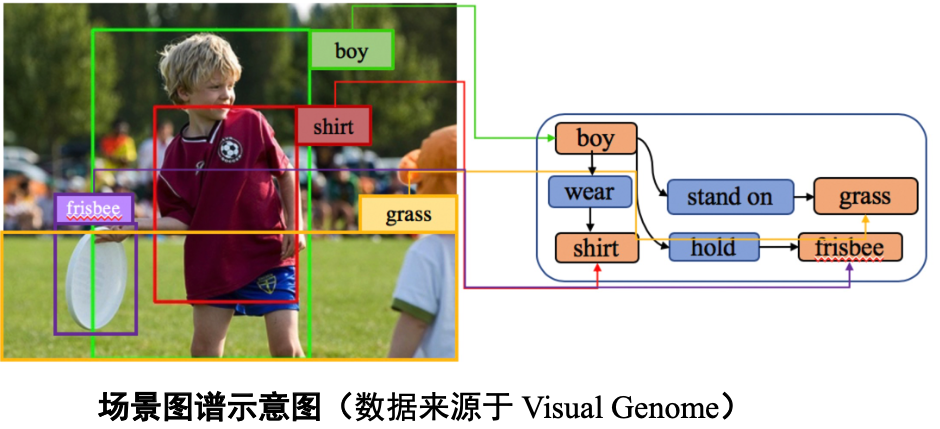 boy
shirt
frisbee
grass
boy
wear
stand on
grass
shirt
hold
frisbee
场景图谱示意图（数据来源于 Visual Genome）